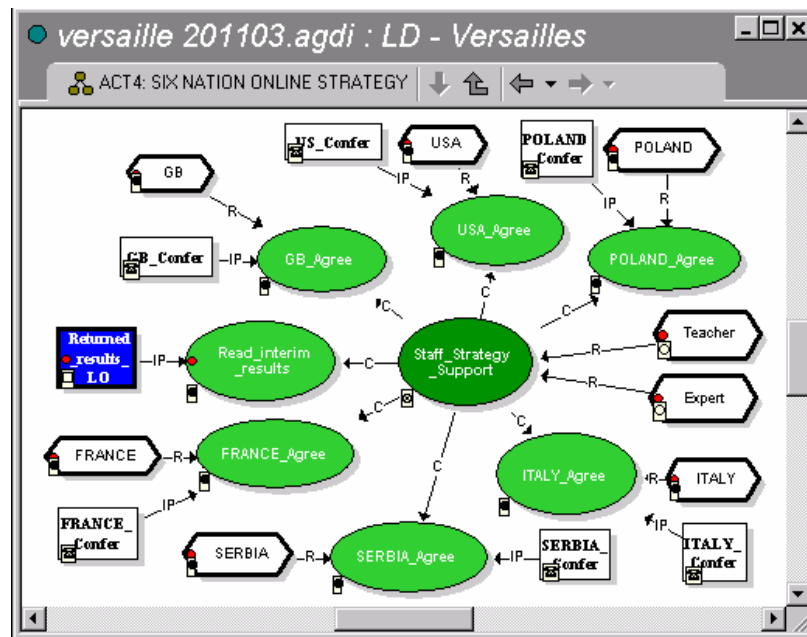 versaille 201103.agdi : LD - Versailles
ACT4: SIX NATION ONLINE STRATEGY
US_Confer
USA
POLAND
_Confer
POLAND
GB
R
IP
R
IP
R
GB_Confer
IP
GB_Agree
USA_Agree
POLAND_Agree
C
C
C
Returned
_results_
LO
IP
Read_interim
_results
C
Staff_Strategy
_Support
R
Teacher
R
Expert
C
C
FRANCE
R
FRANCE_Agree
C
ITALY_Agree
R
ITALY
IP
FRANCE_
Confer
IP
SERBIA
R
SERBIA_Agree
IP
SERBIA_
Confer
ITALY_
Confer